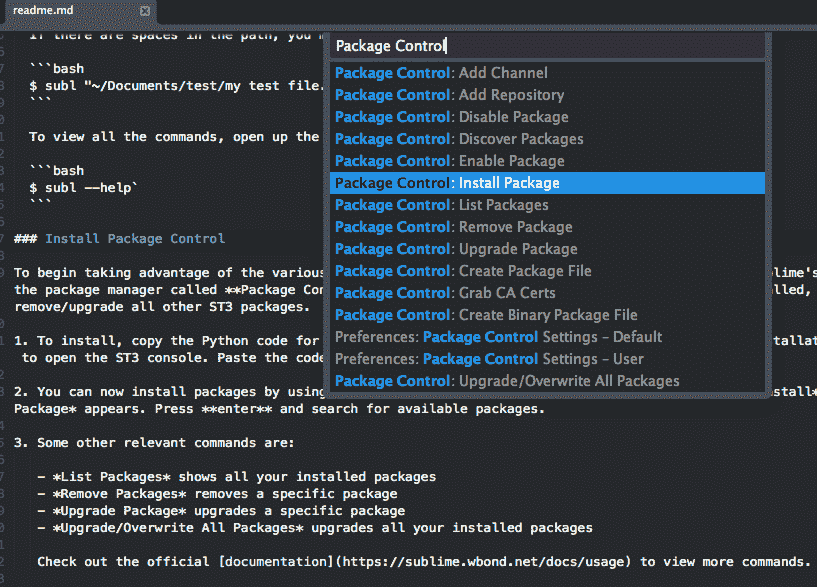 readme.md
If there are spaces in the path, you m
Package Control
```bash
$ subl "~/Documents/test/my test file.
```
To view all the commands, open up the
```bash
$ subl --help`
```
### Install Package Control
To begin taking advantage of the various
the package manager called **Package Con
remove/upgrade all other ST3 packages.
1. To install, copy the Python code for
to open the ST3 console. Paste the code
2. You can now install packages by using
Package* appears. Press **enter** and search for available packages.
3. Some other relevant commands are:
- *List Packages* shows all your installed packages
- *Remove Packages* removes a specific package
- *Upgrade Package* upgrades a specific package
- *Upgrade/Overwrite All Packages* upgrades all your installed packages
Check out the official [documentation](https://sublime.wbond.net/docs/usage) to view more commands.
Package Control: Add Channel
Package Control: Add Repository
Package Control: Disable Package
Package Control: Discover Packages
Package Control: Enable Package
Package Control: Install Package
Package Control: List Packages
Package Control: Remove Package
Package Control: Upgrade Package
Package Control: Create Package File
Package Control: Grab CA Certs
Package Control: Create Binary Package File
Preferences: Package Control Settings – Default
Preferences: Package Control Settings – User
Package Control: Upgrade/Overwrite All Packages
lime's
lled,
tallat
stall*